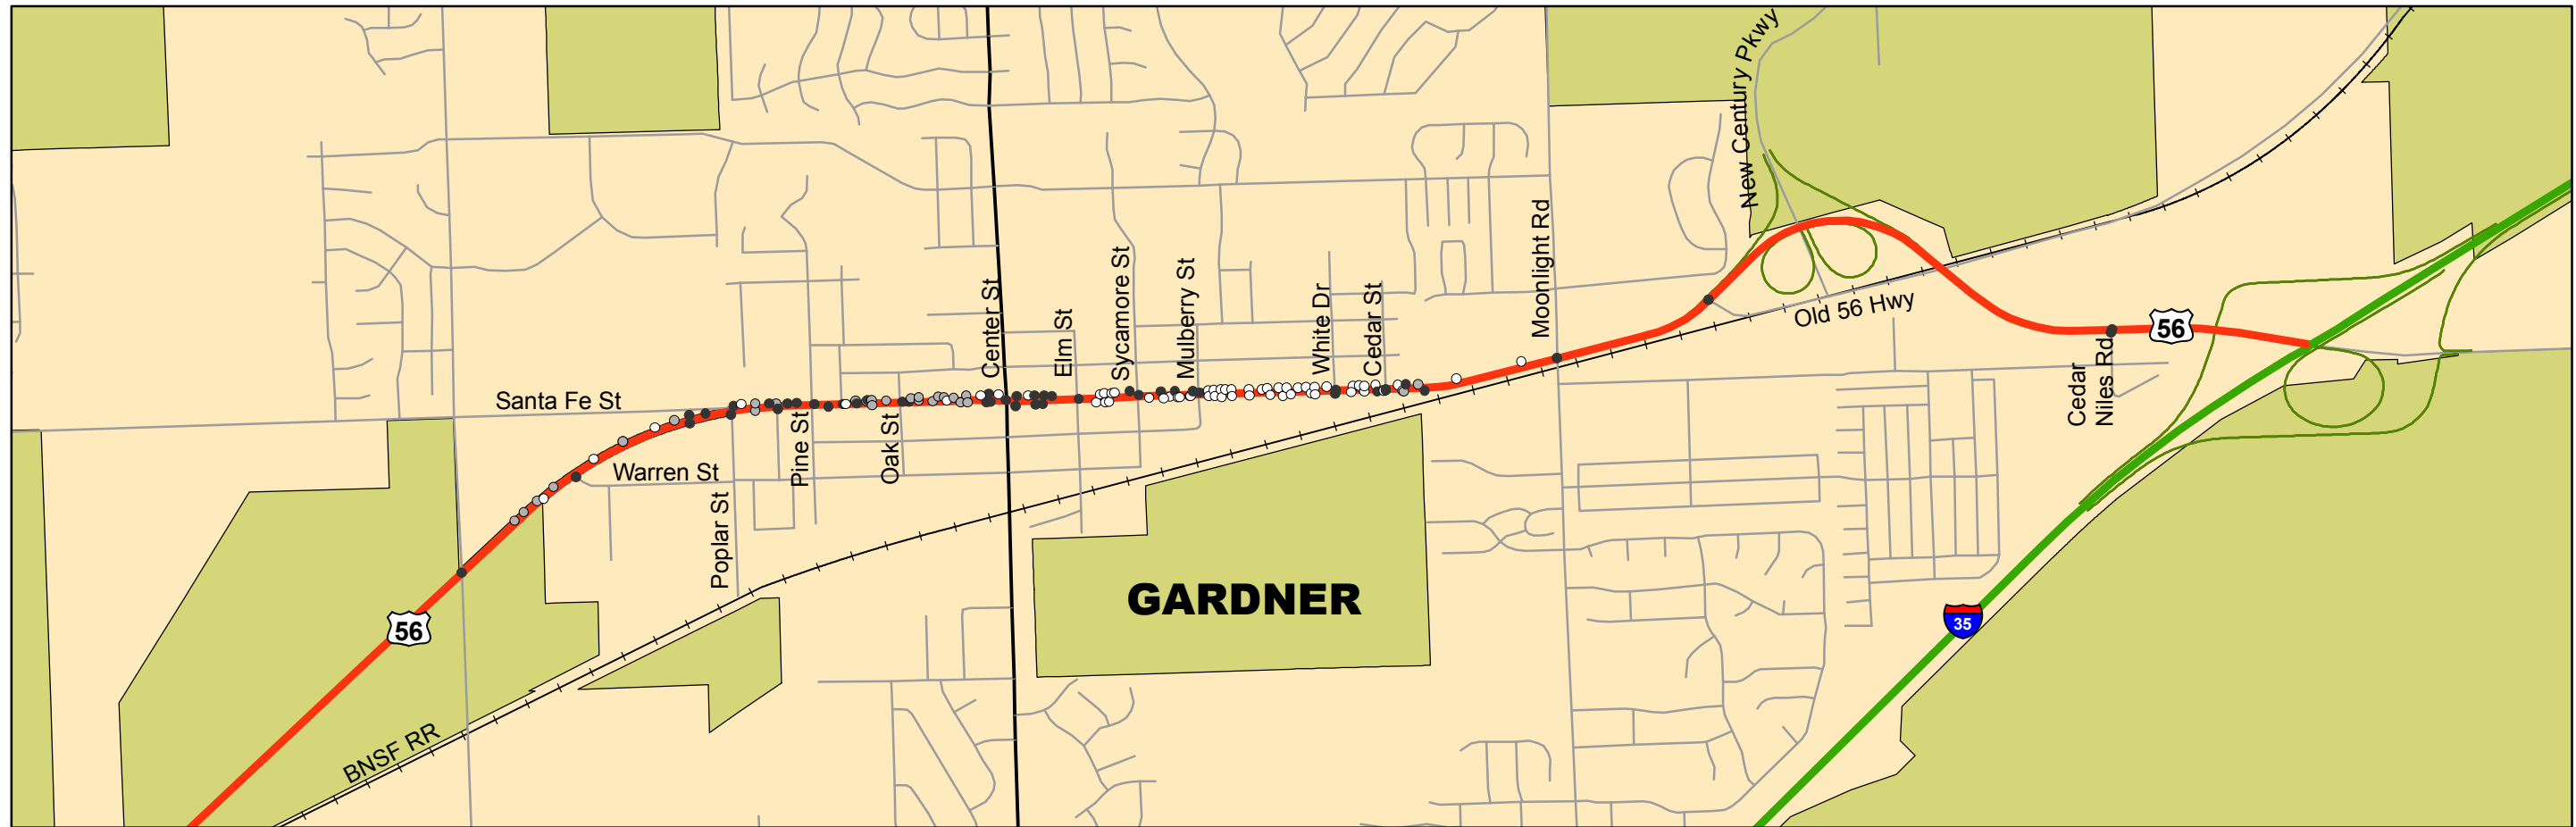 New Century Pkwy
Moonlight Rd
Sycamore St
Mulberry St
Center St
Elm St
White Dr
Cedar St
Old 56 Hwy
56
Cedar
Niles Rd
Santa Fe St
Warren St
Pine St
Oak St
Poplar St
GARDNER
56
35
BNSF RR